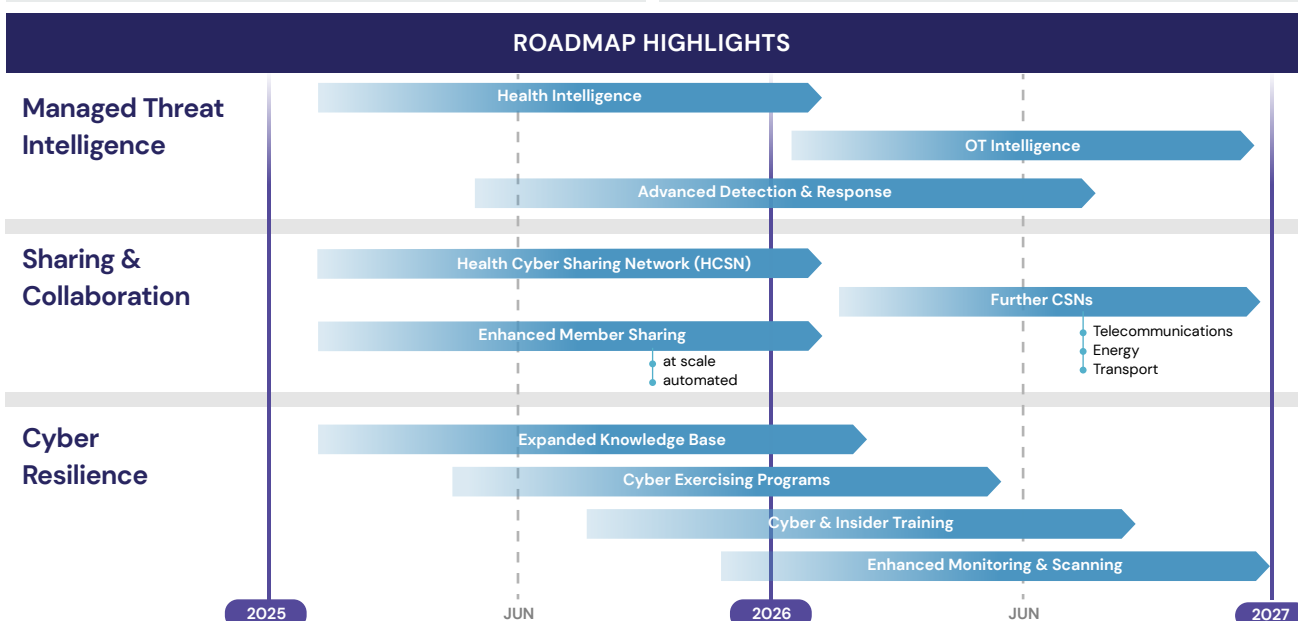 ROADMAP HIGHLIGHTS
Managed Threat
Intelligence
Health Intelligence
OT Intelligence
Advanced Detection & Response
Sharing &
Collaboration
Health Cyber Sharing Network (HCSN)
Further CSNs
Telecommunications
Energy
Transport
Enhanced Member Sharing
at scale
automated
Cyber
Resilience
Expanded Knowledge Base
Cyber Exercising Programs
Cyber & Insider Training
Enhanced Monitoring & Scanning
2025
JUN
2026
JUN
2027